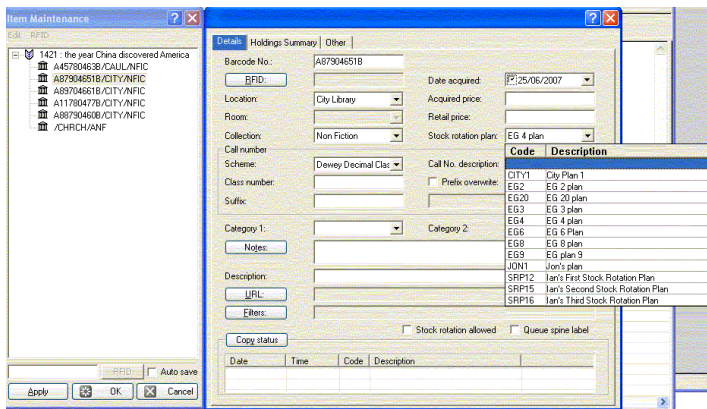 Item Maintenance
Edit RFID
1421 : the year China discovered America
A45780463B/CAUL/NFIC
A87904651B/CITY/NFIC
A89704661B/CITY/NFIC
A11780477B/CITY/NFIC
A88790460B/CITY/NFIC
/CHRCH/ANF
RFID Auto save
Apply OK Cancel
Details Holdings Summary Other
Barcode No.: A87904651B
RFID: Date acquired: 25/06/2007
Location: City Library Acquired price:
Room: Retail price:
Collection: Non Fiction Stock rotation plan: EG 4 plan
Call number
Scheme: Dewey Decimal Clas Call No. description:
Class number: Prefix overwrite:
Suffix:
Category 1: Category 2:
Notes:
Description:
URL:
Filters:
Stock rotation allowed Queue spine label
Copy status
Date Time Code Description
Code Description
CITY1 City Plan 1
EG2 EG 2 plan
EG20 EG 20 plan
EG3 EG 3 plan
EG4 EG 4 plan
EG6 EG 6 Plan
EG8 EG 8 plan
EG9 EG plan 9
JON1 Jon's plan
SRP12 Ian's First Stock Rotation Plan
SRP15 Ian's Second Stock Rotation Plan
SRP16 Ian's Third Stock Rotation Plan